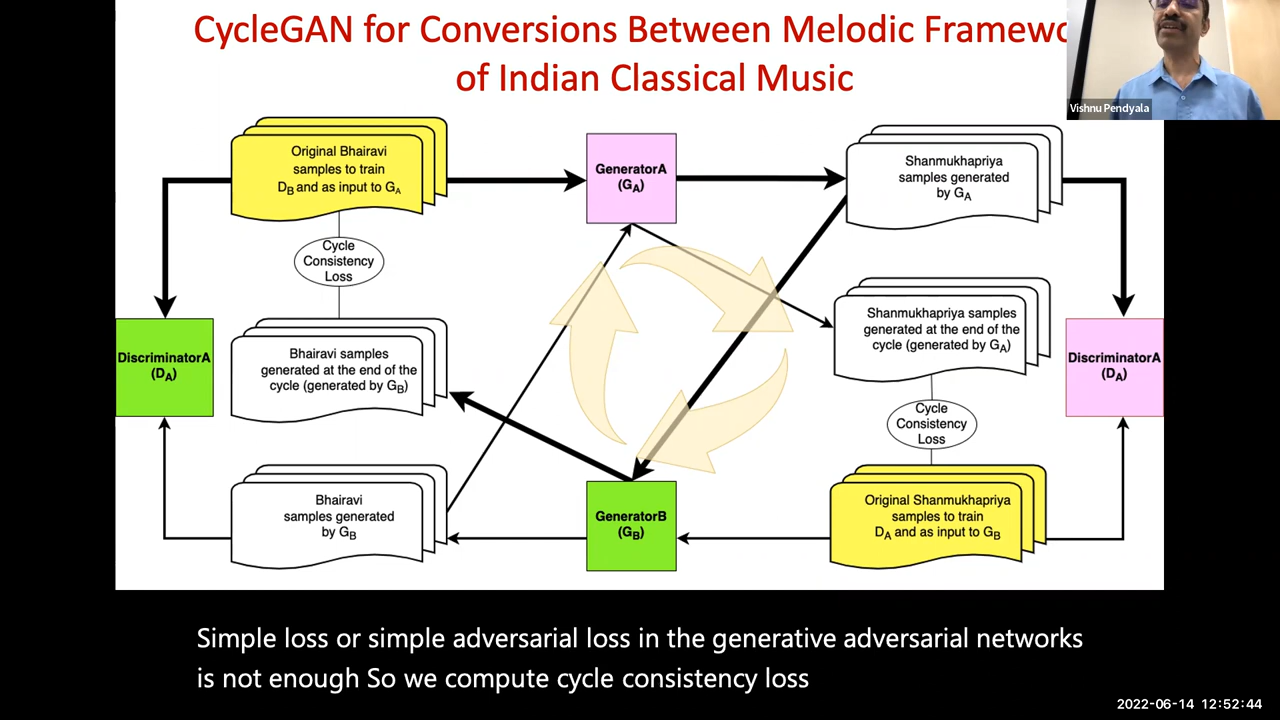 CycleGAN for Conversions Between Melodic Framewo
of Indian Classical Music
Vishnu Pendyala
Original Bhairavi
samples to train
DB and as input to GA
GeneratorA
(GA)
Shanmukhapriya
samples generated
by GA
Cycle
Consistency
Loss
DiscriminatorA
(DA)
Bhairavi samples
generated at the end of the
cycle (generated by GB)
Shanmukhapriya samples
generated at the end of the
cycle (generated by GA)
DiscriminatorA
(DA)
Cycle
Consistency
Loss
Bhairavi
samples generated
by GB
GeneratorB
(GB)
Original Shanmukhapriya
samples to train
DA and as input to GB
Simple loss or simple adversarial loss in the generative adversarial networks
is not enough So we compute cycle consistency loss
2022-06-14 12:52:44